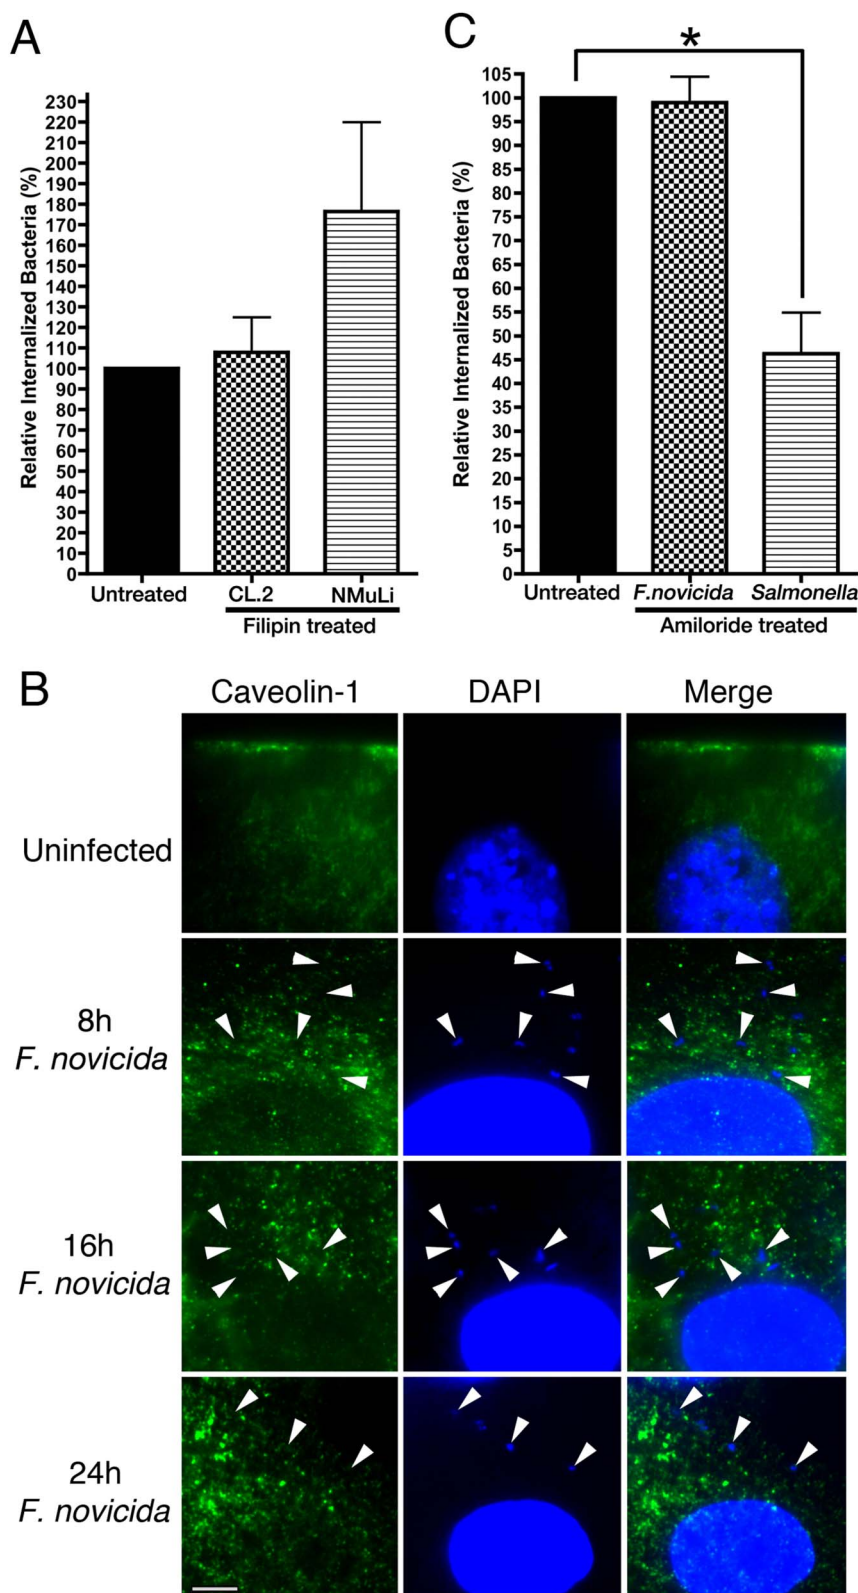 A
Relative Internalized Bacteria (%)
230
220
210
200
190
180
170
160
150
140
130
120
110
100
90
80
70
60
50
40
30
20
10
0
Untreated CL.2 NMuLi
Filipin treated
C
*
Relative Internalized Bacteria (%)
105
100
95
90
85
80
75
70
65
60
55
50
45
40
35
30
25
20
15
10
5
0
Untreated F.novicida Salmonella
Amiloride treated
B
Caveolin-1 DAPI Merge
Uninfected
8h
F. novicida
16h
F. novicida
24h
F. novicida